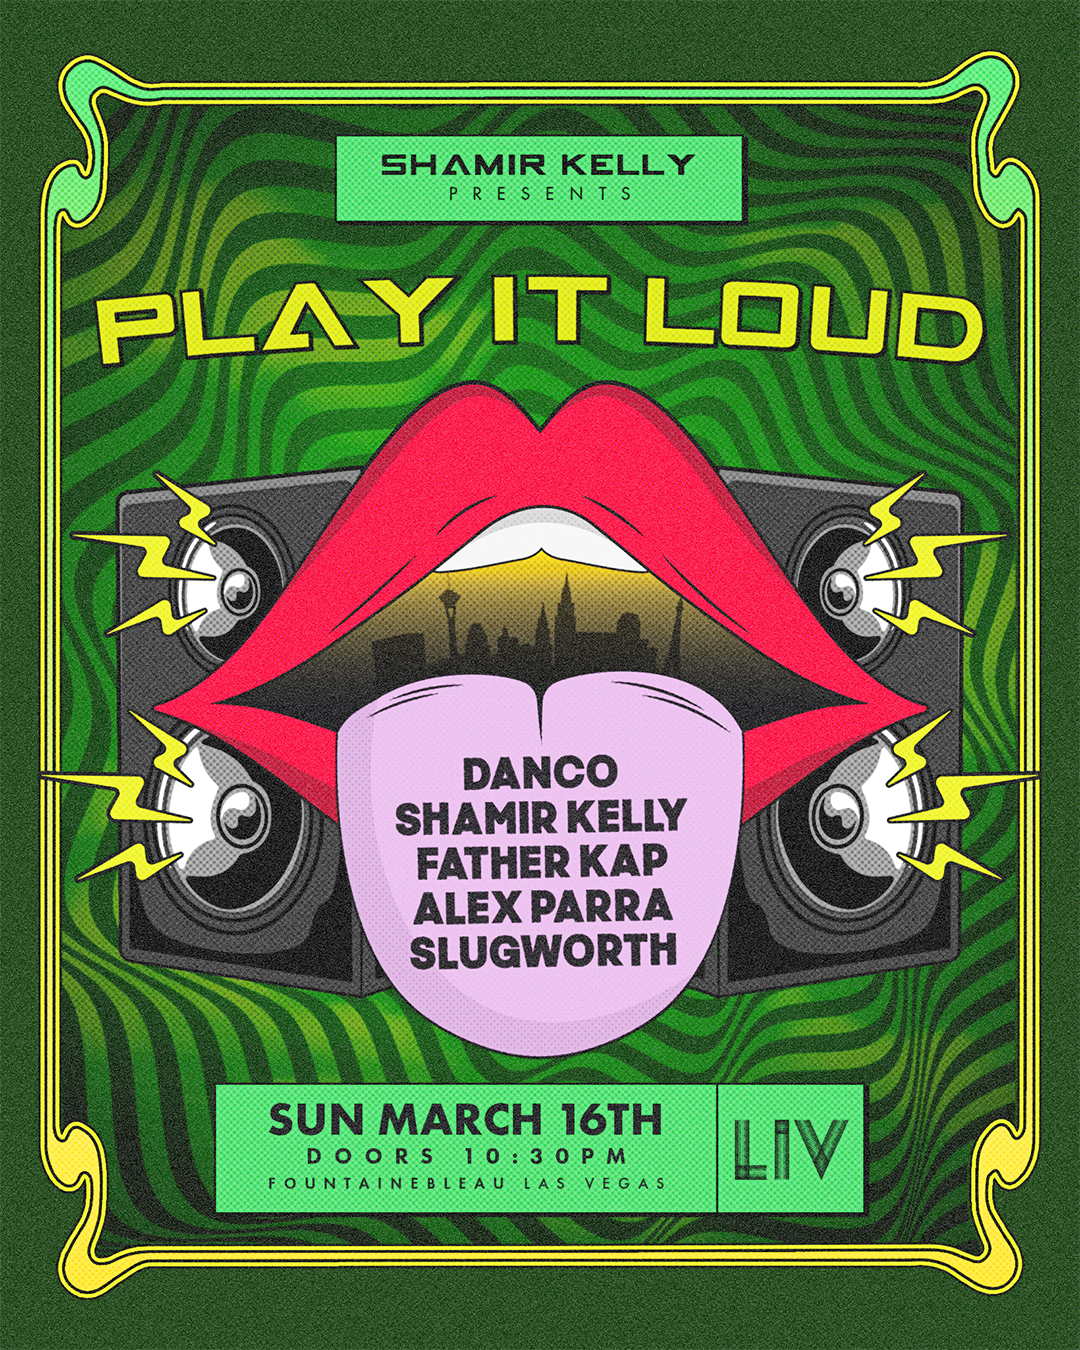 SHAMIR KELLY
PRESENTS
PLAY IT LOUD
DANCO
SHAMIR KELLY
FATHER KAP
ALEX PARRA
SLUGWORTH
SUN MARCH 16TH
DOORS 10:30PM
FOUNTAINEBLEAU LAS VEGAS
LiV